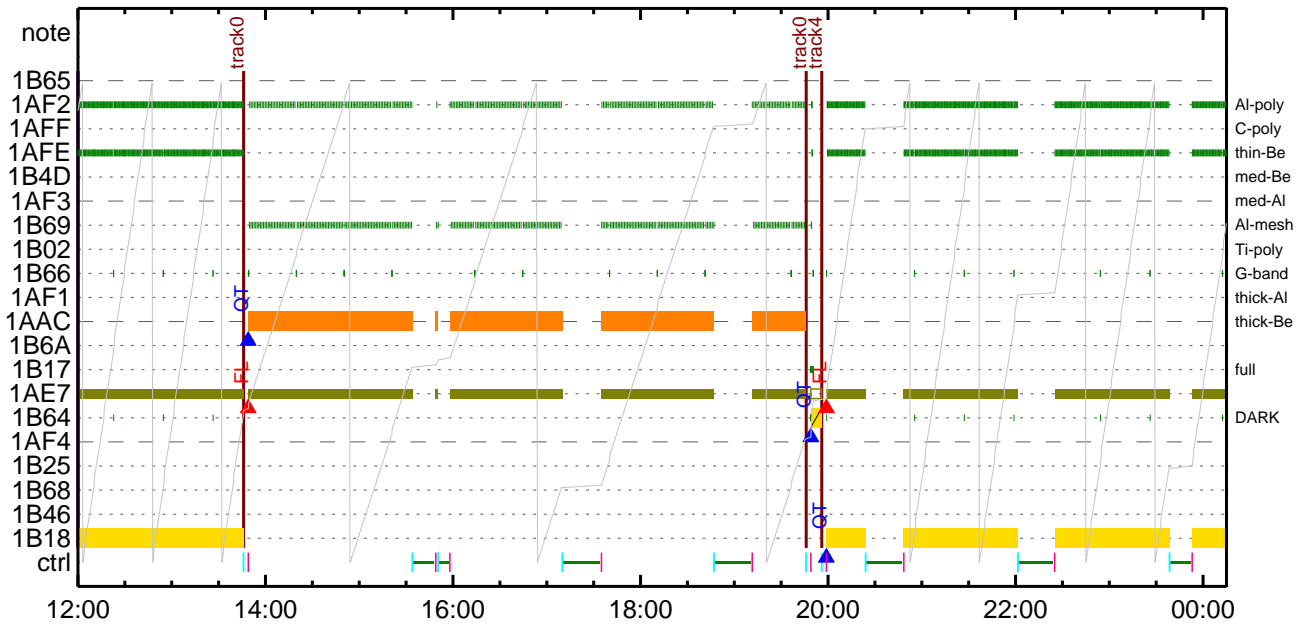 note
track0
track0
track4
1B65
1AF2 Al-poly
1AFF C-poly
1AFE thin-Be
1B4D med-Be
1AF3 med-Al
1B69 Al-mesh
1B02 Ti-poly
1B66 G-band
1AF1 thick-Al
QT
1AAC thick-Be
1B6A
1B17 full
FL
FL
1AE7
QT
1B64 DARK
1AF4
1B25
1B68
1B46
QT
1B18
ctrl
12:00 14:00 16:00 18:00 20:00 22:00 00:00